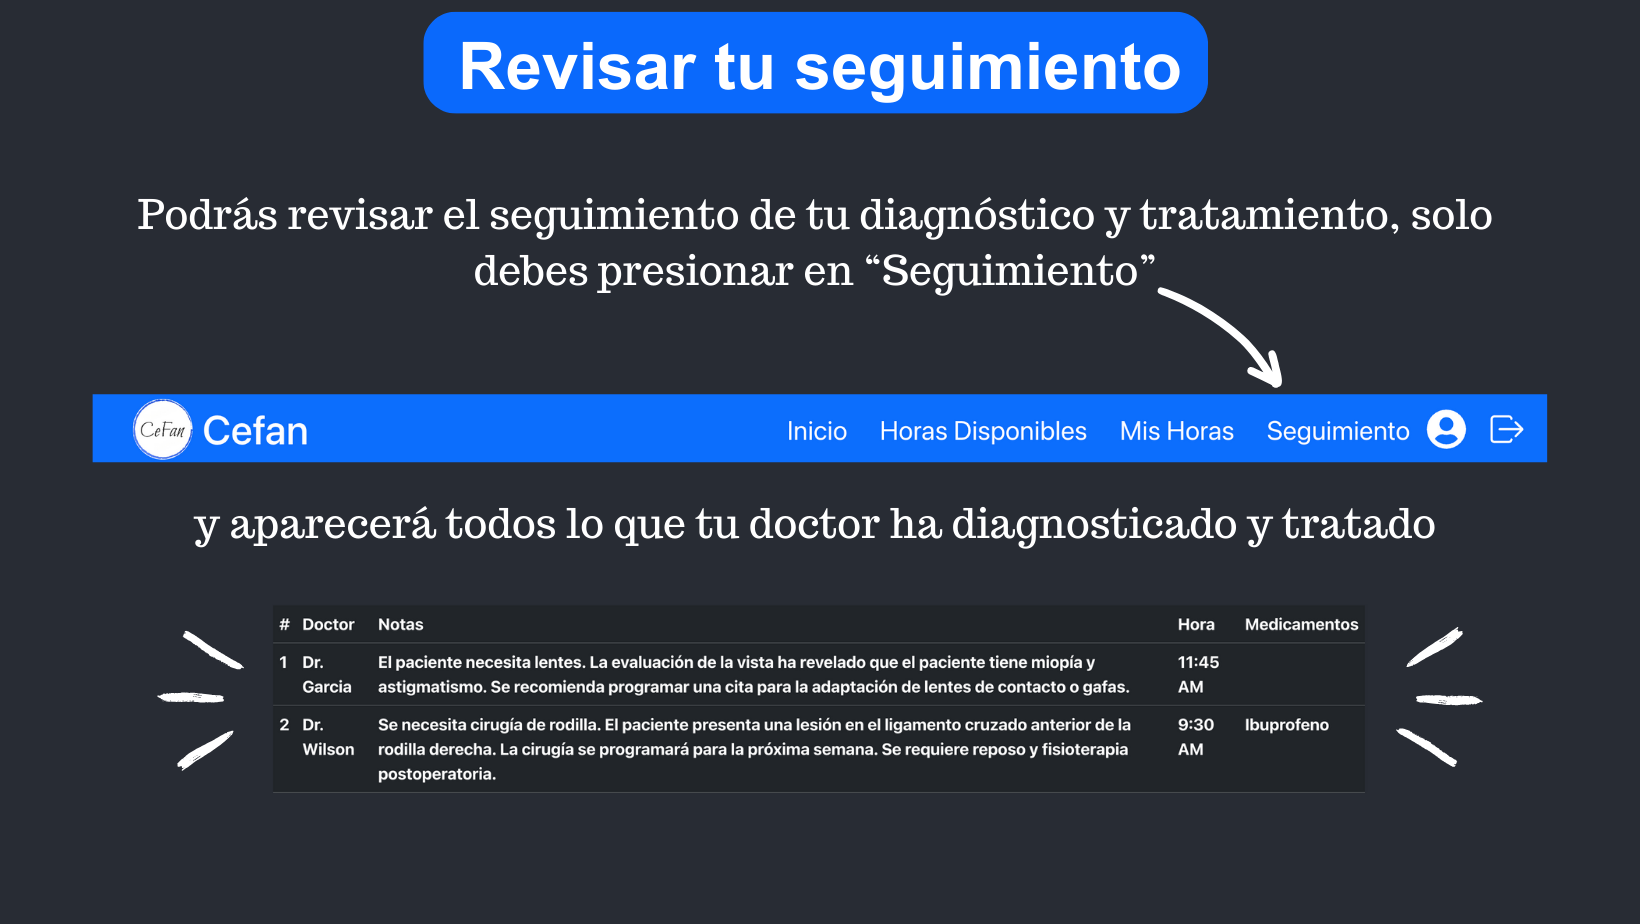 Revisar tu seguimiento
Podrás revisar el seguimiento de tu diagnóstico y tratamiento, solo
debes presionar en “Seguimiento”
CeFan Cefan Inicio Horas Disponibles Mis Horas Seguimiento
y aparecerá todos lo que tu doctor ha diagnosticado y tratado
# Doctor Notas Hora Medicamentos
1 Dr. El paciente necesita lentes. La evaluación de la vista ha revelado que el paciente tiene miopía y 11:45
Garcia astigmatismo. Se recomienda programar una cita para la adaptación de lentes de contacto o gafas. AM
2 Dr. Se necesita cirugía de rodilla. El paciente presenta una lesión en el ligamento cruzado anterior de la 9:30 Ibuprofeno
Wilson rodilla derecha. La cirugía se programará para la próxima semana. Se requiere reposo y fisioterapia AM
postoperatoria.